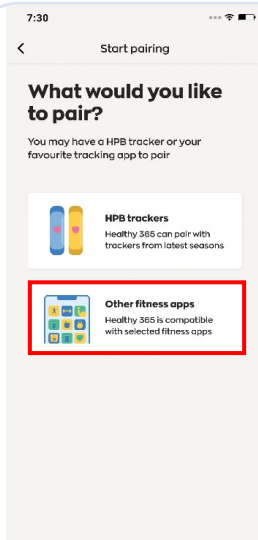 7:30
Start pairing
What would you like
to pair?
You may have a HPB tracker or your
favourite tracking app to pair
HPB trackers
Healthy 365 can pair with
trackers from latest seasons
Other fitness apps
Healthy 365 is compatible
with selected fitness apps